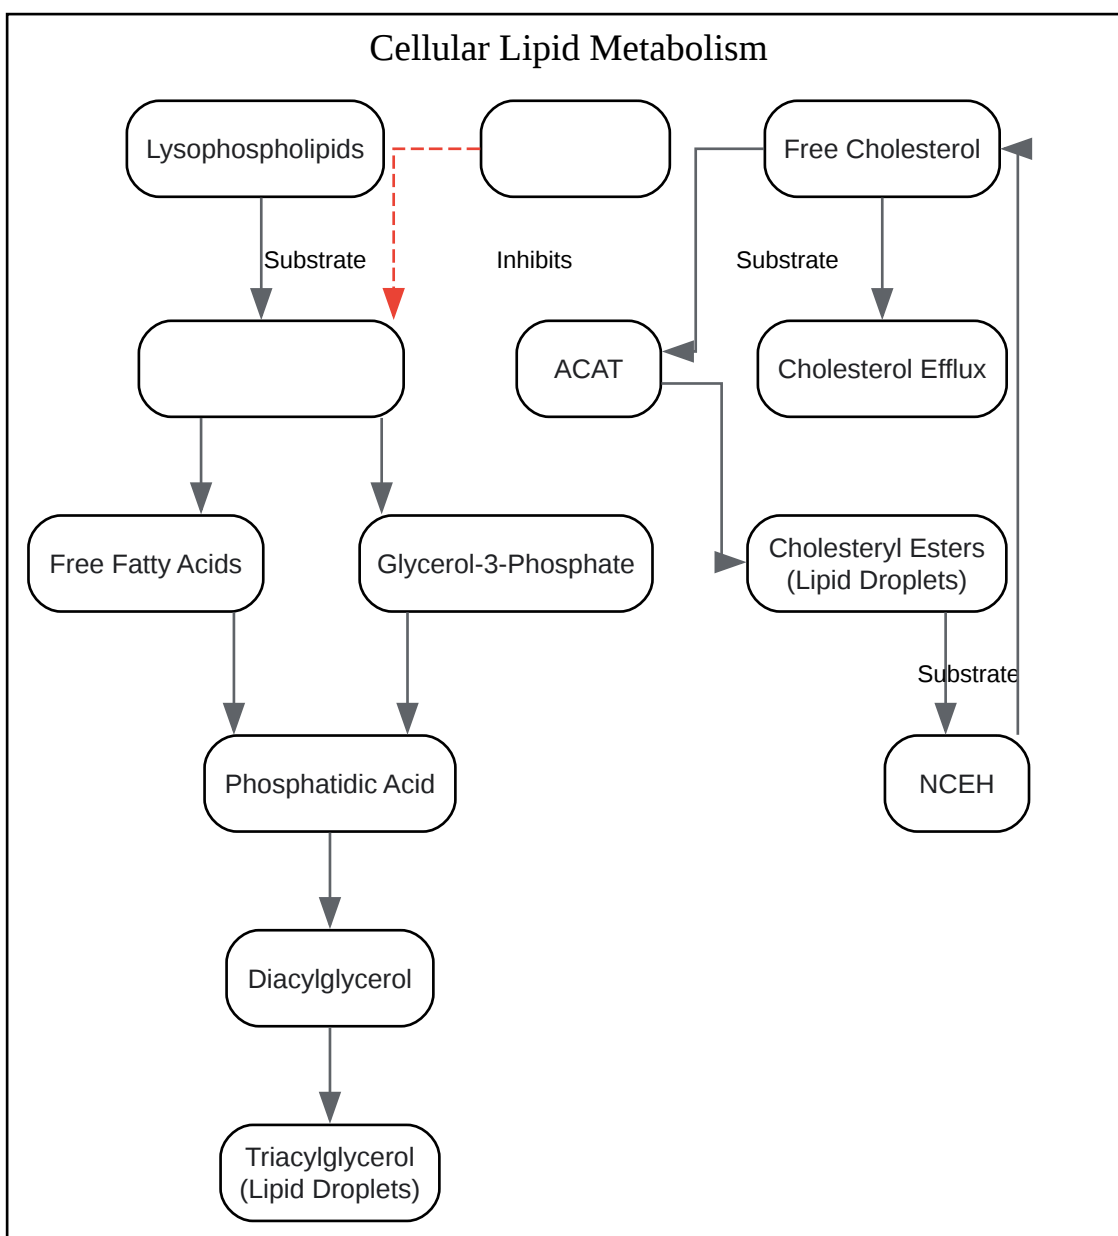 Cellular Lipid Metabolism
Lysophospholipids
Free Cholesterol
Substrate
Inhibits
Substrate
ACAT
Cholesterol Efflux
Free Fatty Acids
Glycerol-3-Phosphate
Cholesteryl Esters
(Lipid Droplets)
Substrate
Phosphatidic Acid
NCEH
Diacylglycerol
Triacylglycerol
(Lipid Droplets)